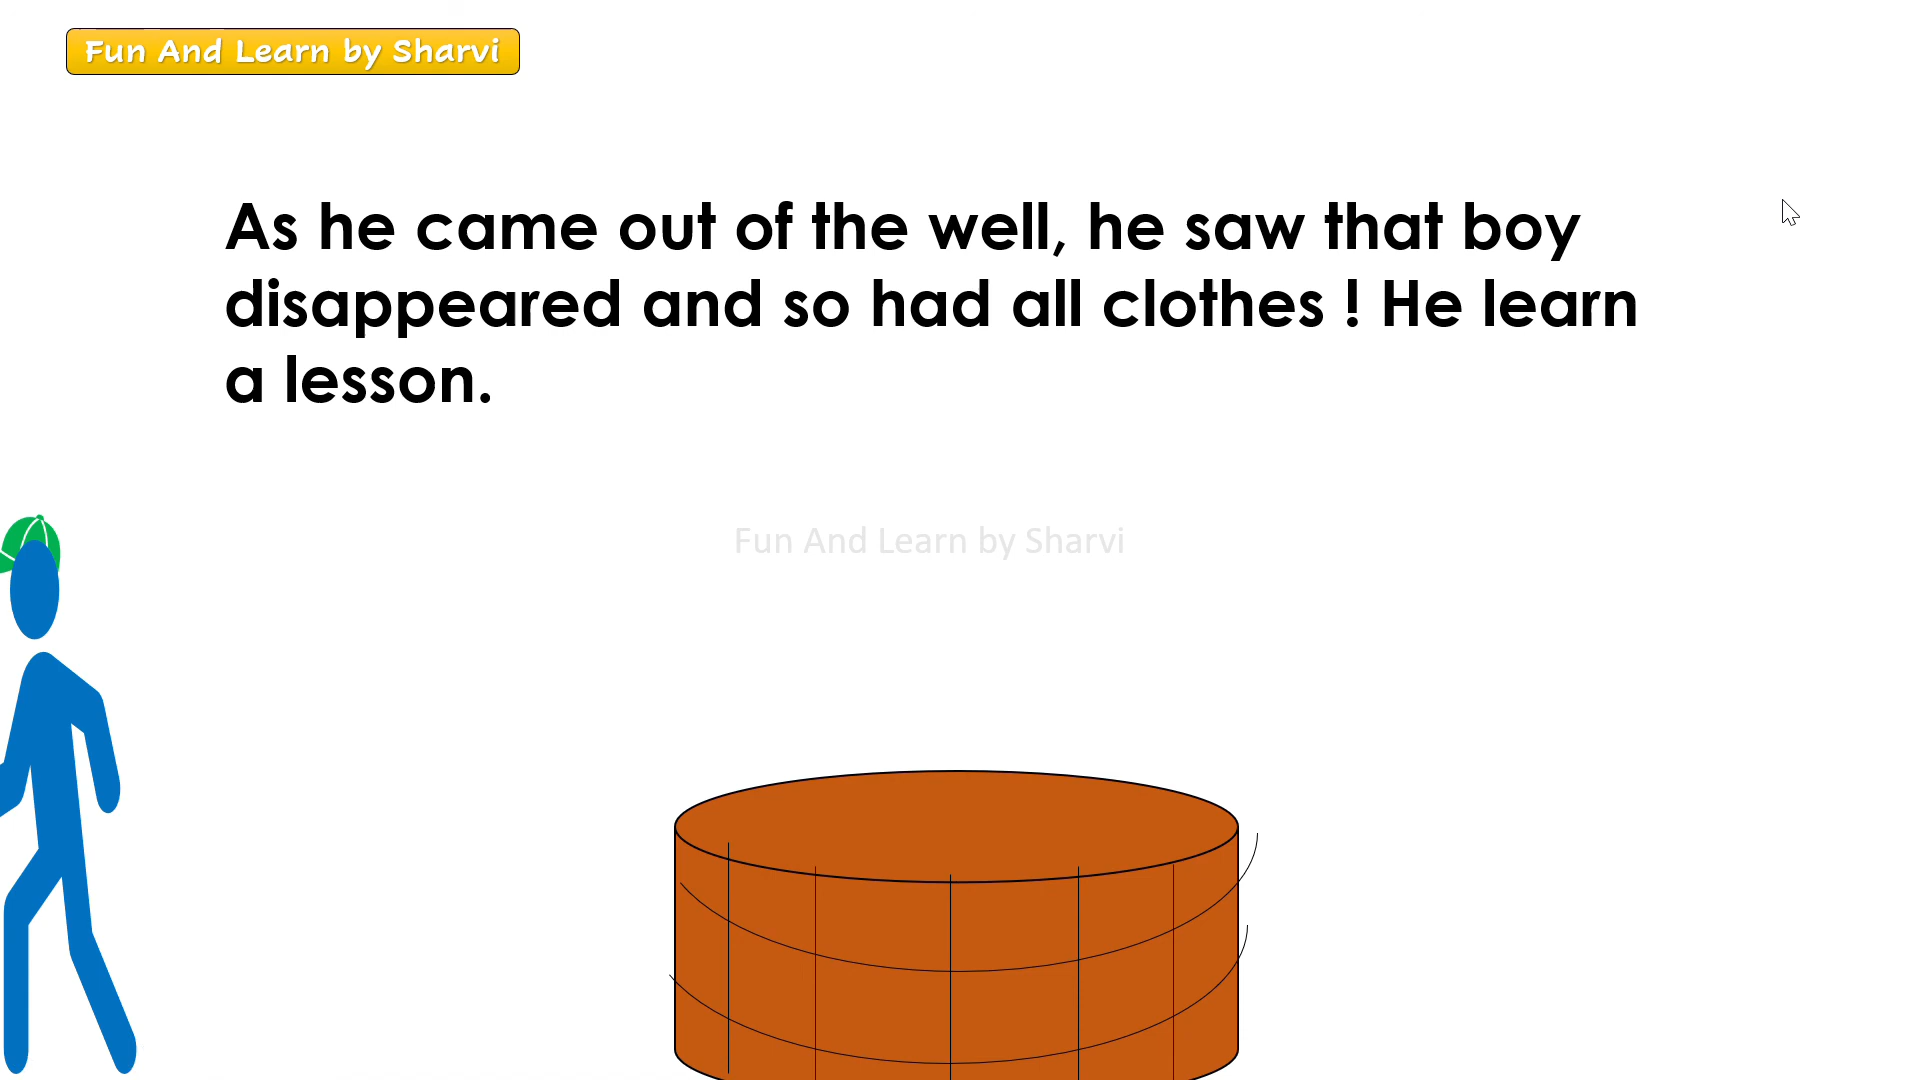 Fun And Learn by Sharvi
As he came out of the well, he saw that boy
disappeared and so had all clothes ! He learn
a lesson.
Fun And Learn by Sharvi